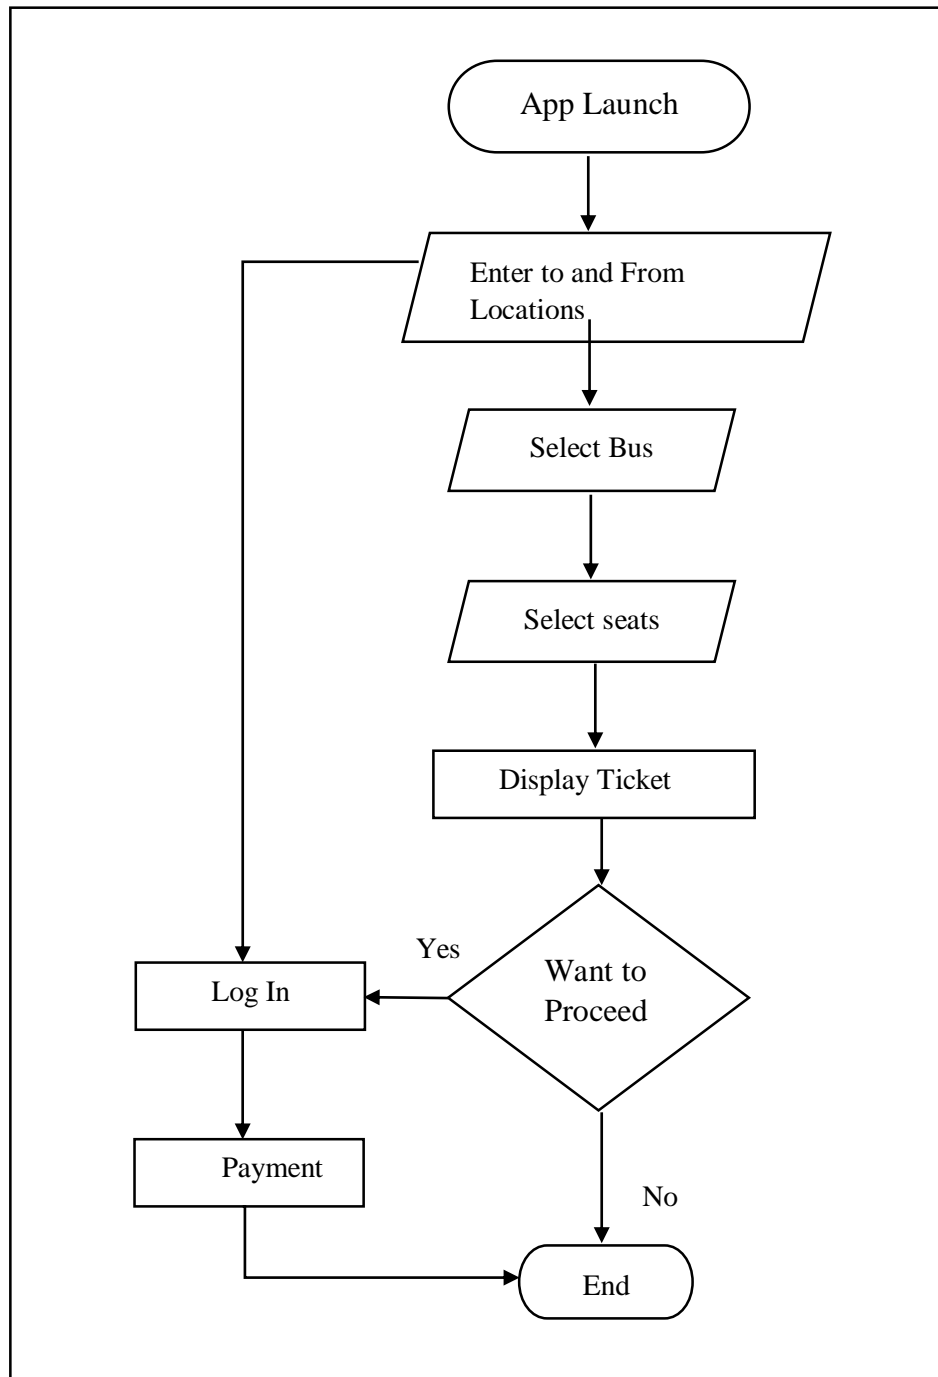 App Launch
Enter to and From
Locations
Select Bus
Select seats
Display Ticket
Yes
Want to
Proceed
Log In
Payment
No
End